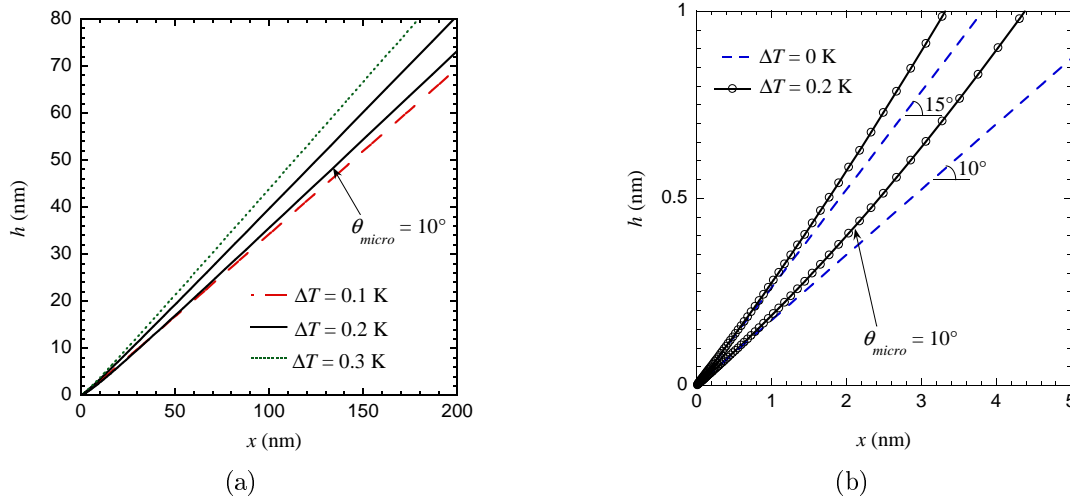 80
70
60
50
40
30
20
10
0
h (nm)
θmicro = 10°
ΔT = 0.1 K
ΔT = 0.2 K
ΔT = 0.3 K
0 50 100 150 200
x (nm)
(a)
1
0.5
0
h (nm)
ΔT = 0 K
ΔT = 0.2 K
15°
10°
θmicro = 10°
0 1 2 3 4 5
x (nm)
(b)